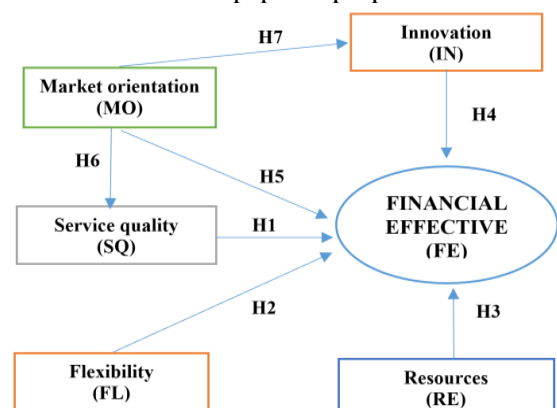 H7
Innovation
(IN)
Market orientation
(MO)
H4
H6
H5
Service quality
(SQ)
H1
FINANCIAL
EFFECTIVE
(FE)
H2
H3
Flexibility
(FL)
Resources
(RE)